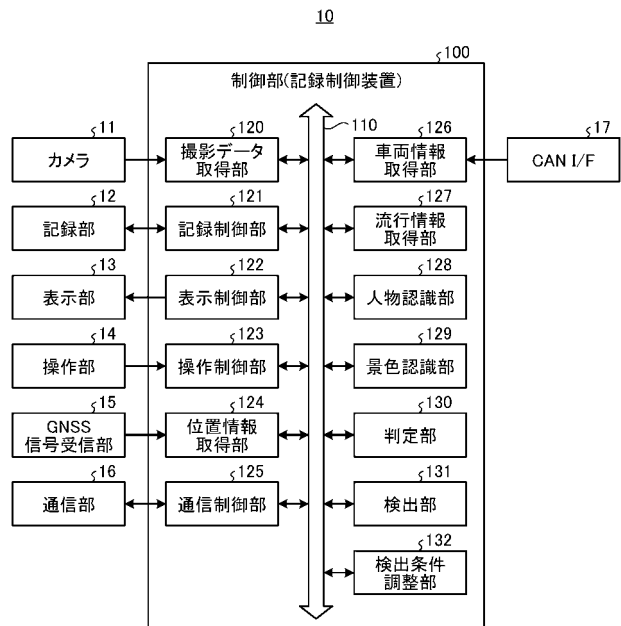 10
100
制御部(記録制御装置)
110
11
カメラ
120
撮影データ
取得部
126
車両情報
取得部
17
CAN I/F
12
記録部
121
記録制御部
127
流行情報
取得部
13
表示部
122
表示制御部
128
人物認識部
14
操作部
123
操作制御部
129
景色認識部
15
GNSS
信号受信部
124
位置情報
取得部
130
判定部
16
通信部
125
通信制御部
131
検出部
132
検出条件
調整部